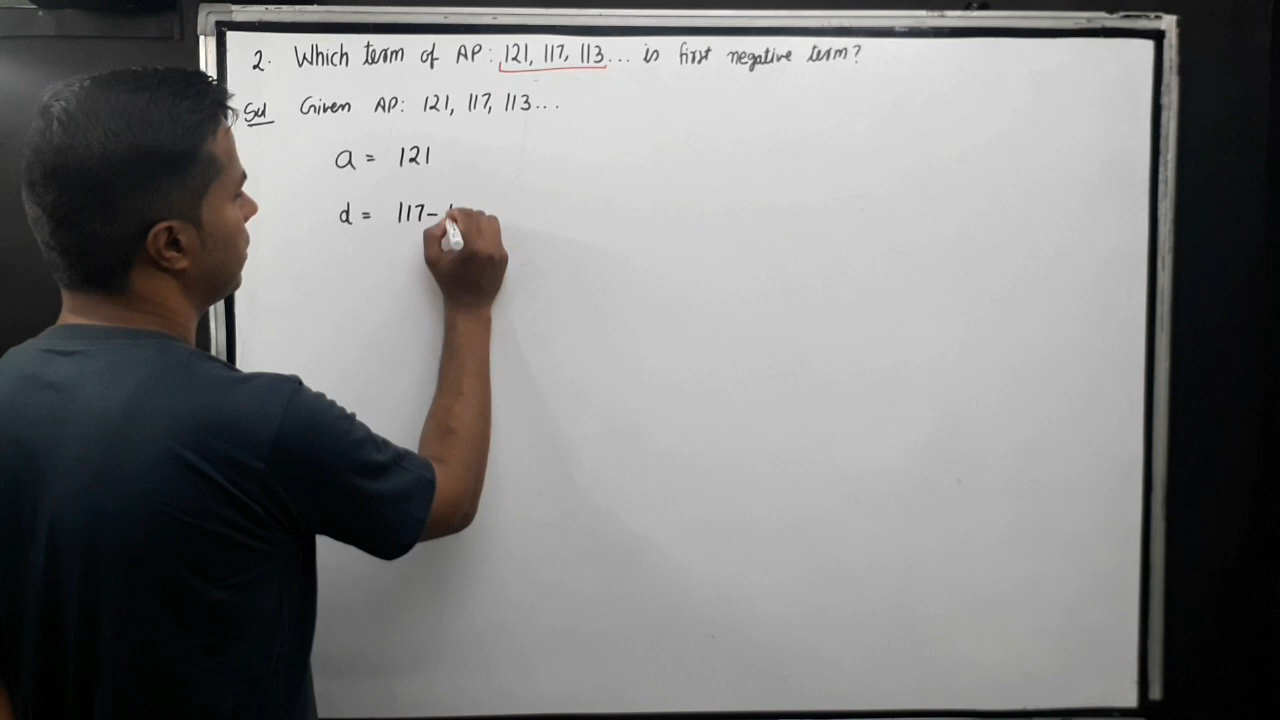 2. Which term of AP: 121, 117, 113... is first negative term?
Sol Given AP: 121, 117, 113...
a = 121
d = 117-